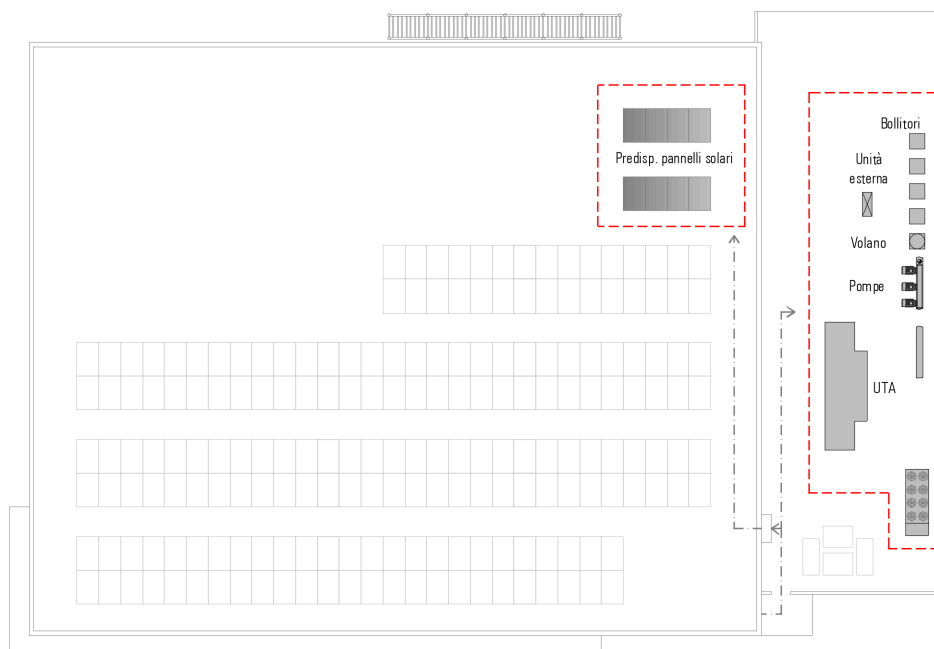 Bollitori
Predisp. pannelli solari
Unità
esterna
Volano
Pompe
UTA